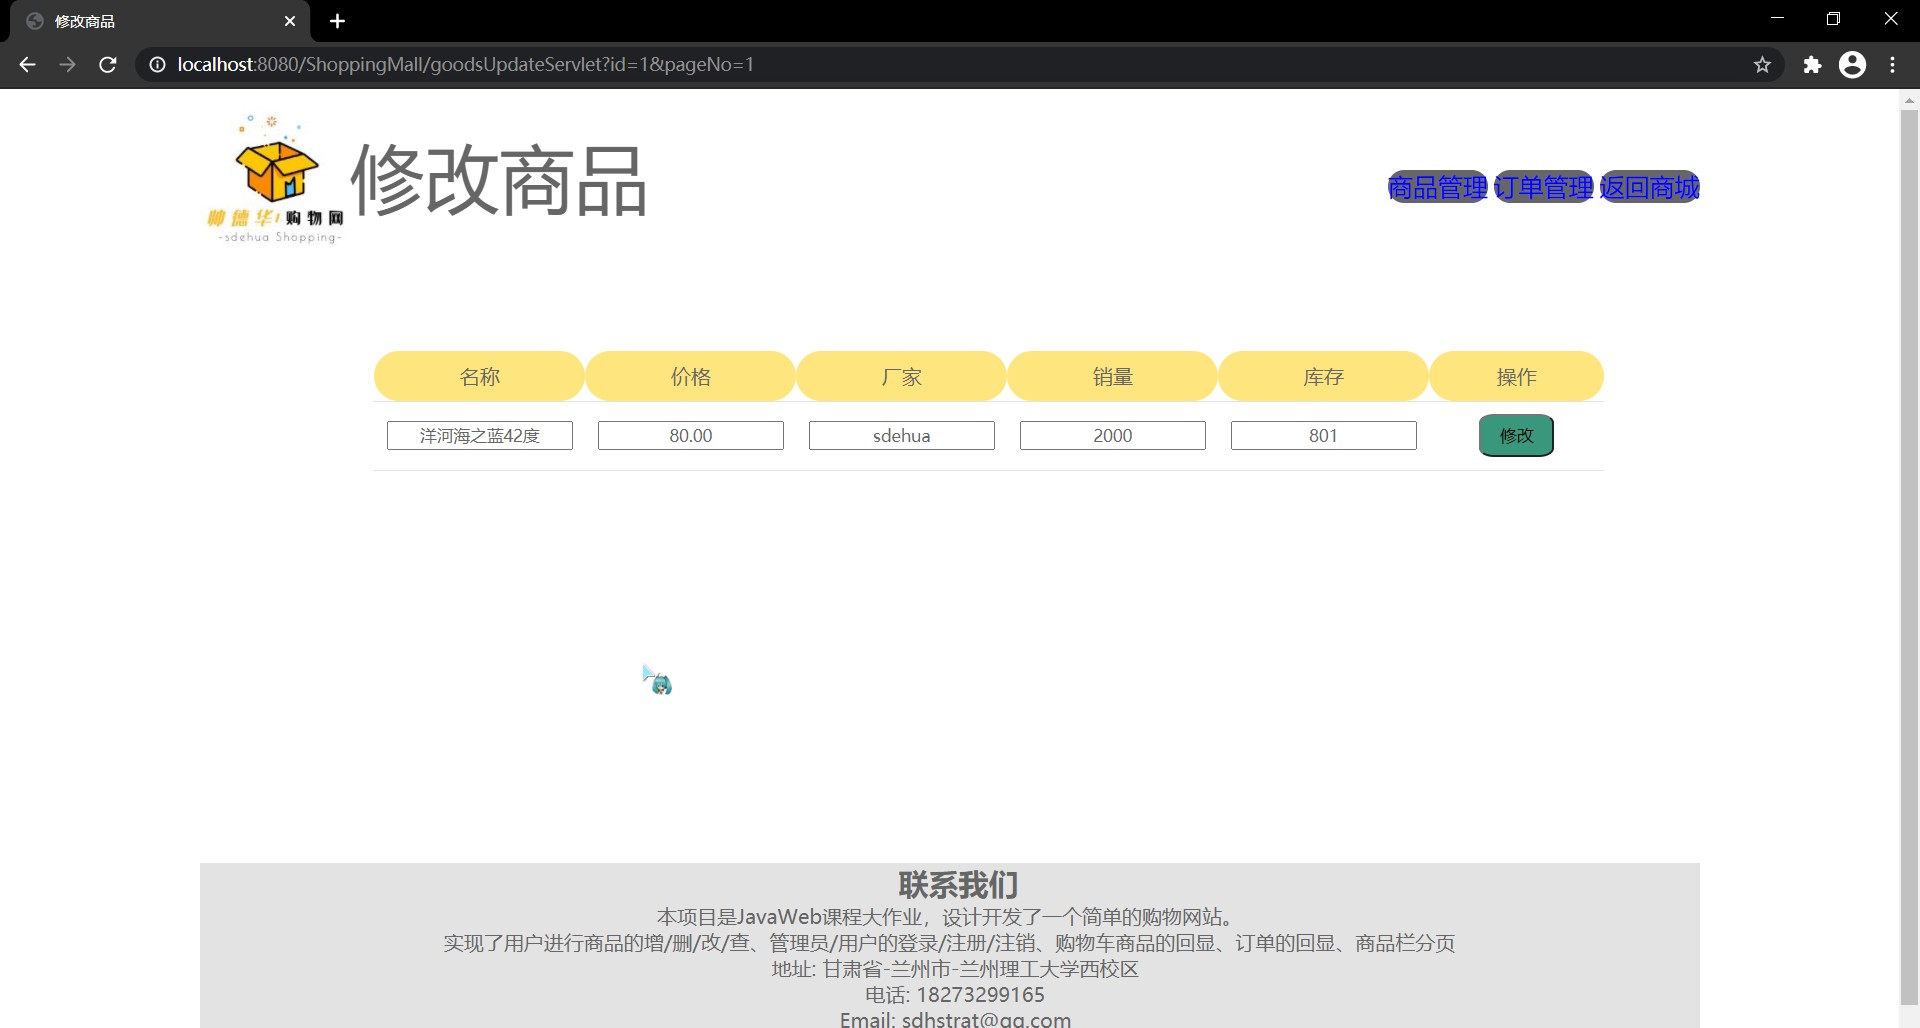 修改商品
localhost:8080/ShoppingMall/goodsUpdateServlet?id=1&pageNo=1
帅德华!购物网
-sdehua Shopping-
修改商品
商品管理 订单管理 返回商城
名称 价格 厂家 销量 库存 操作
洋河海之蓝42度 80.00 sdehua 2000 801 修改
联系我们
本项目是JavaWeb课程大作业，设计开发了一个简单的购物网站。
实现了用户进行商品的增/删/改/查、管理员/用户的登录/注册/注销、购物车商品的回显、订单的回显、商品栏分页
地址: 甘肃省-兰州市-兰州理工大学西校区
电话: 18273299165
Email: sdhstrat@qq.com